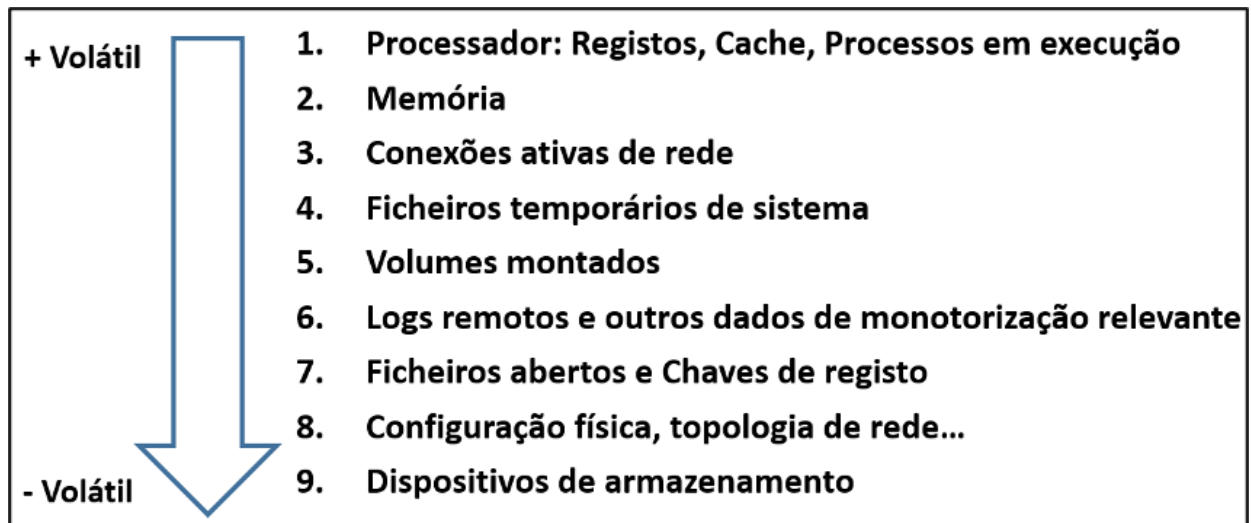 + Volátil
1. Processador: Registos, Cache, Processos em execução
2. Memória
3. Conexões ativas de rede
4. Ficheiros temporários de sistema
5. Volumes montados
6. Logs remotos e outros dados de monotorização relevante
7. Ficheiros abertos e Chaves de registo
8. Configuração física, topologia de rede...
9. Dispositivos de armazenamento
- Volátil